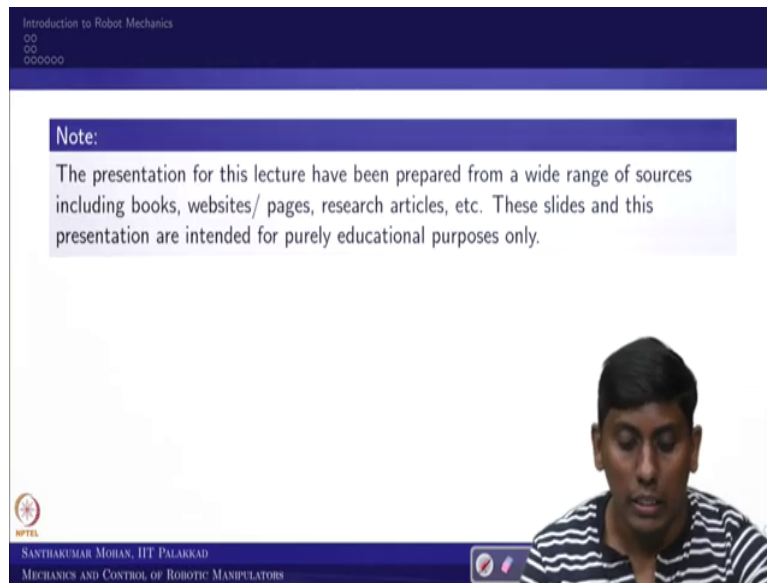 Introduction to Robot Mechanics
Note:
The presentation for this lecture have been prepared from a wide range of sources
including books, websites/ pages, research articles, etc. These slides and this
presentation are intended for purely educational purposes only.
NPTEL
Santhakumar Mohan, IIT Palakkad
Mechanics and Control of Robotic Manipulators